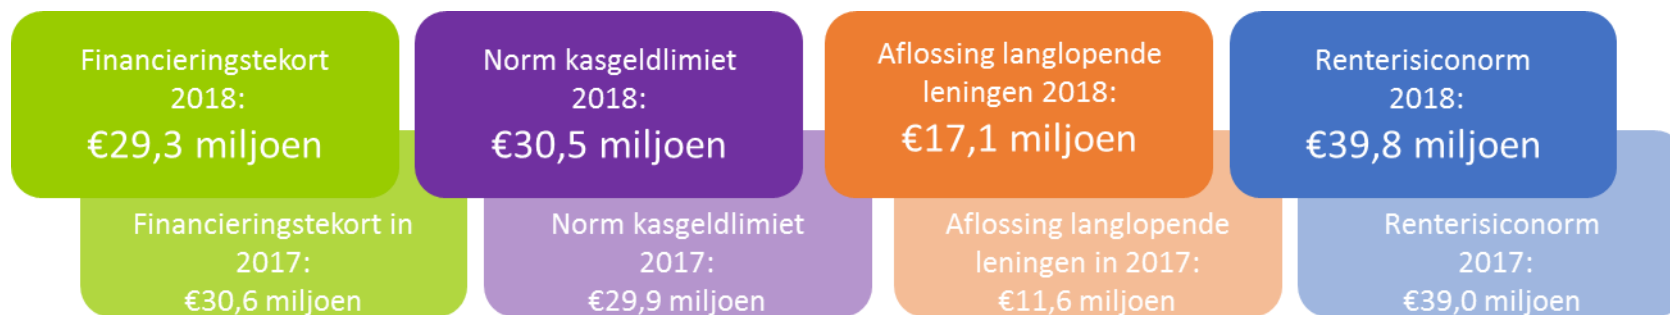 Financieringstekort
2018:
€29,3 miljoen
Norm kasgeldlimiet
2018:
€30,5 miljoen
Aflossing langlopende
leningen 2018:
€17,1 miljoen
Renterisiconorm
2018:
€39,8 miljoen
Financieringstekort in
2017:
€30,6 miljoen
Norm kasgeldlimiet
2017:
€29,9 miljoen
Aflossing langlopende
leningen in 2017:
€11,6 miljoen
Renterisiconorm
2017:
€39,0 miljoen